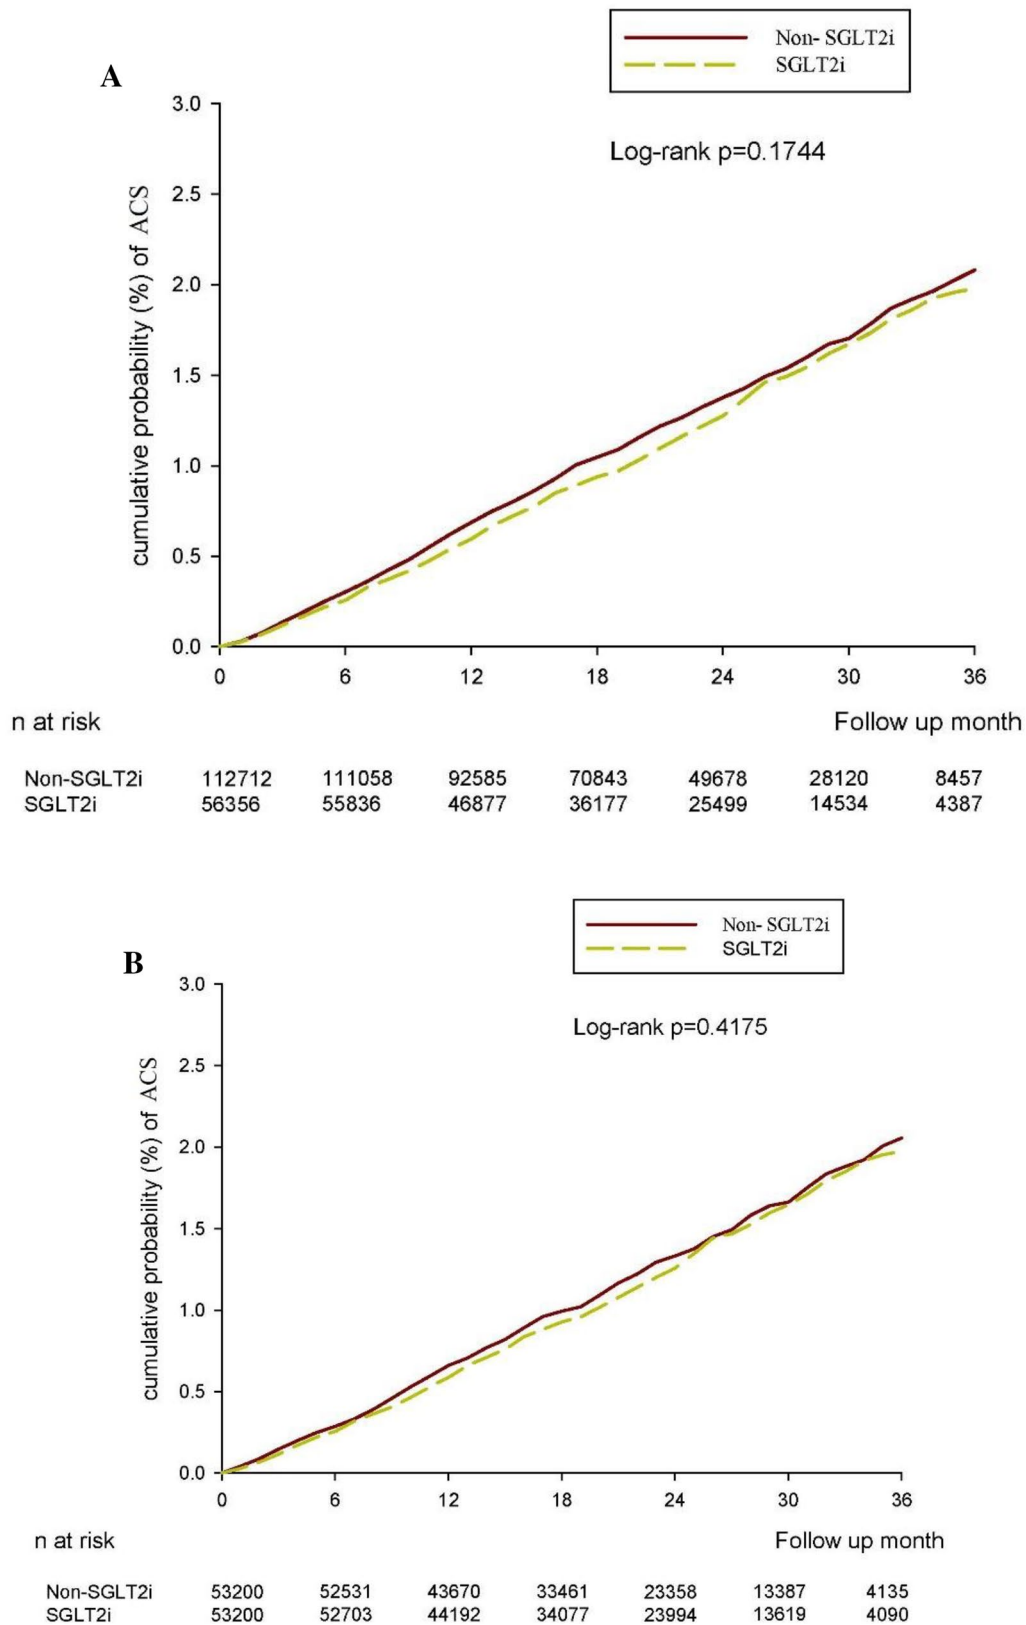 Non- SGLT2i
SGLT2i
A
Log-rank p=0.1744
cumulative probability (%) of ACS
3.0
2.5
2.0
1.5
1.0
0.5
0.0
0 6 12 18 24 30 36
n at risk Follow up month
Non-SGLT2i 112712 111058 92585 70843 49678 28120 8457
SGLT2i 56356 55836 46877 36177 25499 14534 4387
Non- SGLT2i
SGLT2i
B
Log-rank p=0.4175
cumulative probability (%) of ACS
3.0
2.5
2.0
1.5
1.0
0.5
0.0
0 6 12 18 24 30 36
n at risk Follow up month
Non-SGLT2i 53200 52531 43670 33461 23358 13387 4135
SGLT2i 53200 52703 44192 34077 23994 13619 4090